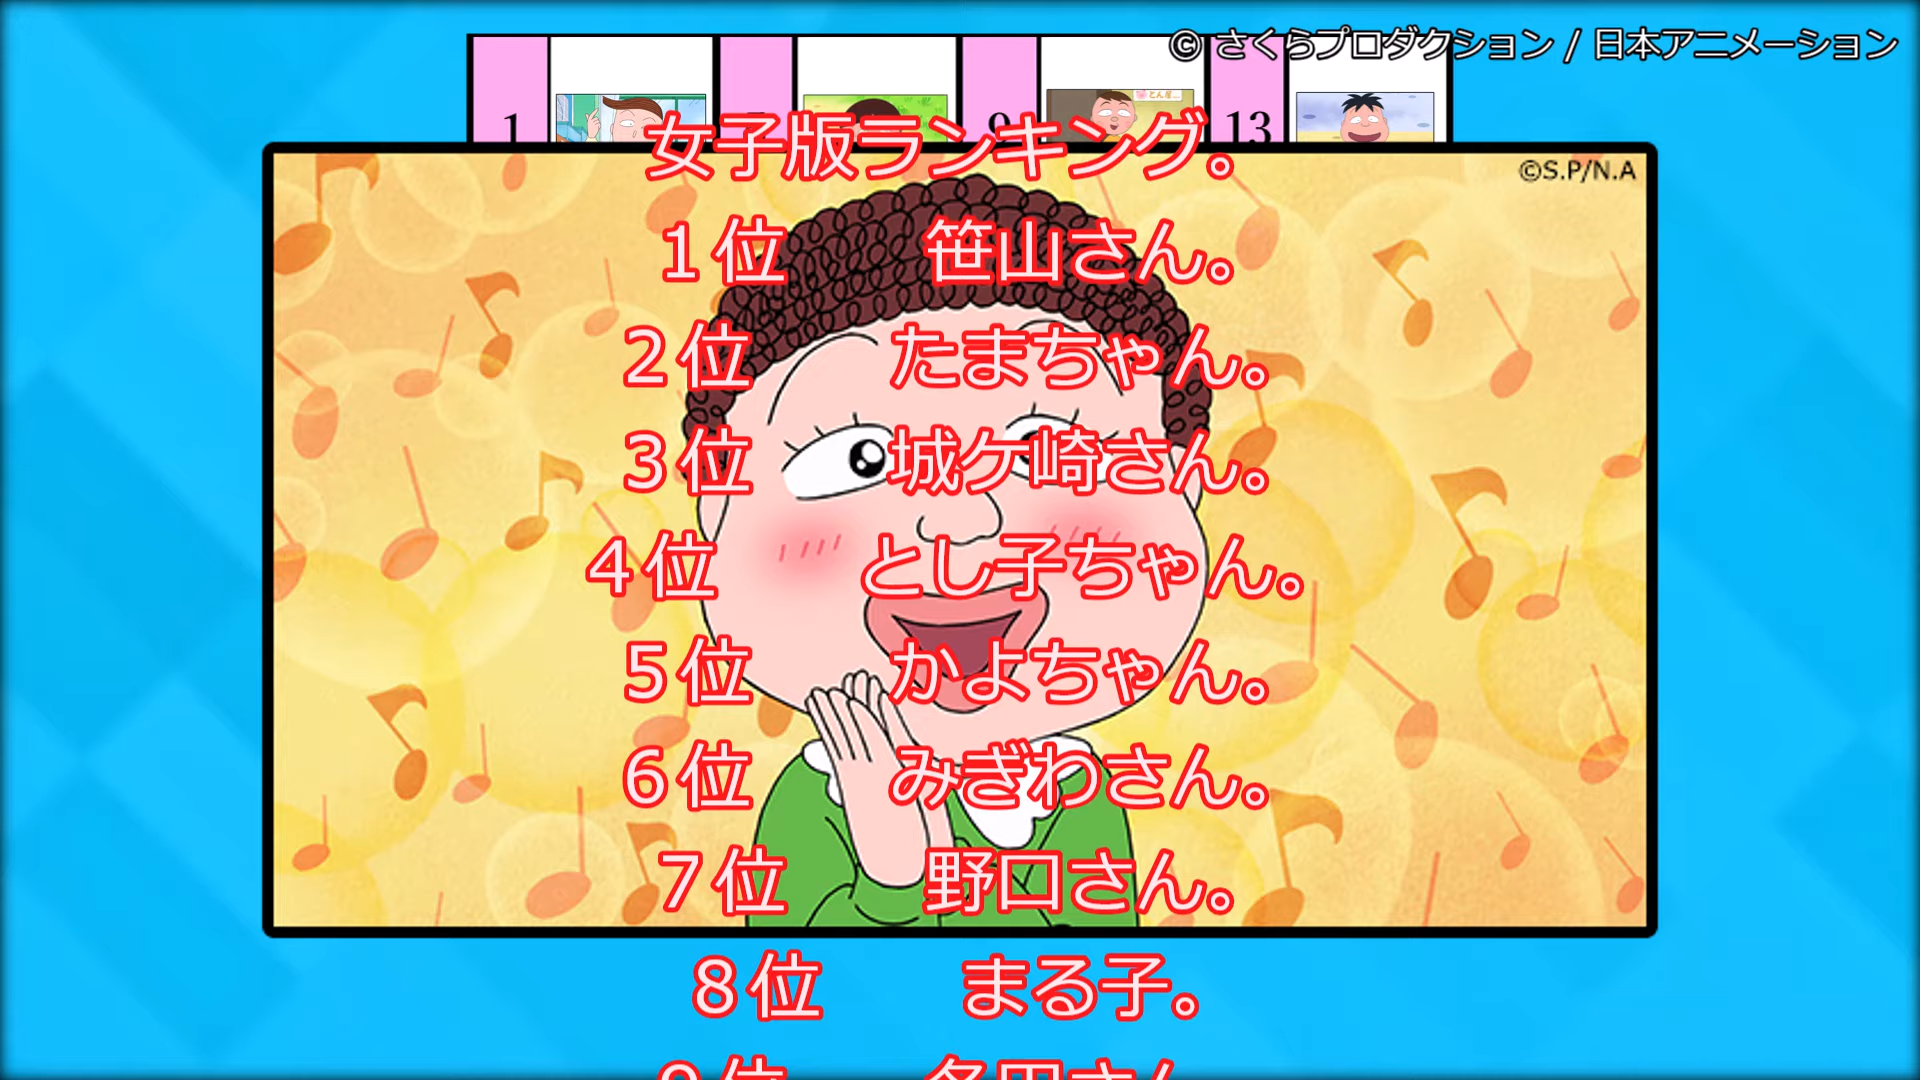 © さくらプロダクション / 日本アニメーション
1
9
13
©S.P/N.A
女子版ランキング。
１位　　笹山さん。
２位　　たまちゃん。
３位　　城ケ崎さん。
４位　　とし子ちゃん。
５位　　かよちゃん。
６位　　みぎわさん。
７位　　野口さん。
８位　　まる子。